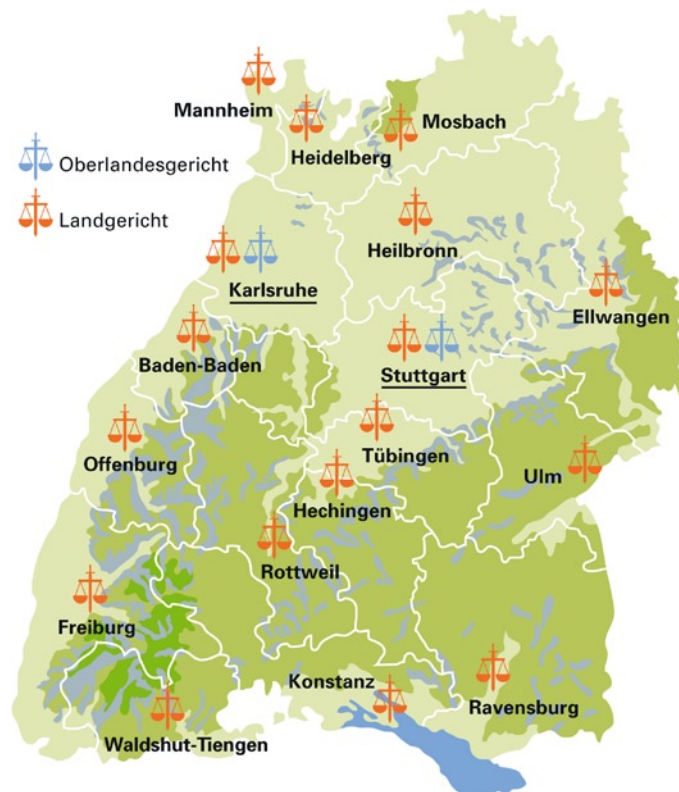 Mannheim
Mosbach
Heidelberg
Oberlandesgericht
Landgericht
Heilbronn
Karlsruhe
Ellwangen
Baden-Baden
Stuttgart
Tübingen
Offenburg
Ulm
Hechingen
Rottweil
Freiburg
Konstanz
Ravensburg
Waldshut-Tiengen